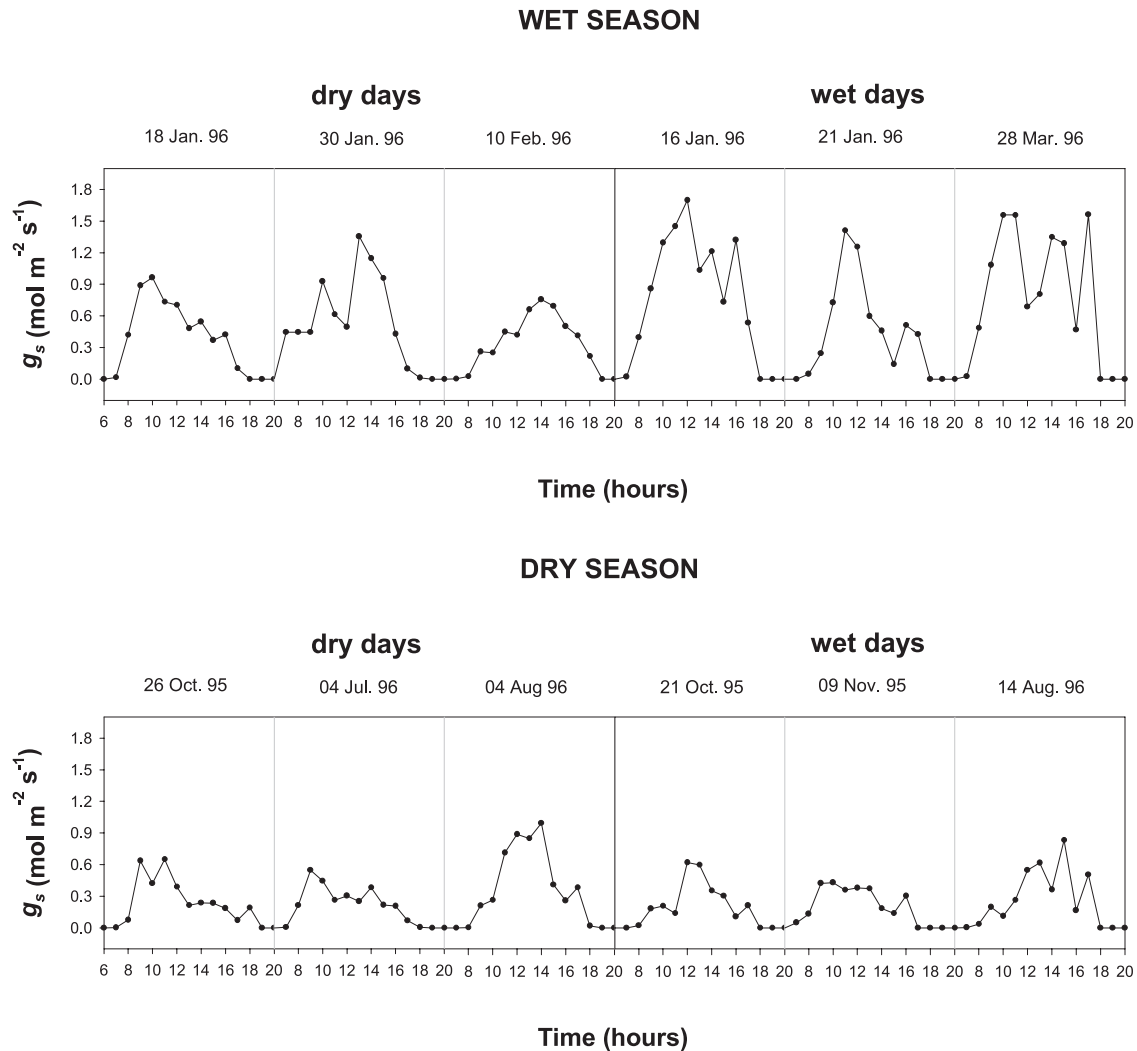 WET SEASON
dry days wet days
18 Jan. 96 30 Jan. 96 10 Feb. 96 16 Jan. 96 21 Jan. 96 28 Mar. 96
1.8
1.5
1.2
0.9
0.6
0.3
0.0
gs (mol m-2 s-1)
6 8 10 12 14 16 18 20 8 10 12 14 16 18 20 8 10 12 14 16 18 20 8 10 12 14 16 18 20 8 10 12 14 16 18 20 8 10 12 14 16 18 20
Time (hours)
DRY SEASON
dry days wet days
26 Oct. 95 04 Jul. 96 04 Aug 96 21 Oct. 95 09 Nov. 95 14 Aug. 96
1.8
1.5
1.2
0.9
0.6
0.3
0.0
gs (mol m-2 s-1)
6 8 10 12 14 16 18 20 8 10 12 14 16 18 20 8 10 12 14 16 18 20 8 10 12 14 16 18 20 8 10 12 14 16 18 20 8 10 12 14 16 18 20
Time (hours)